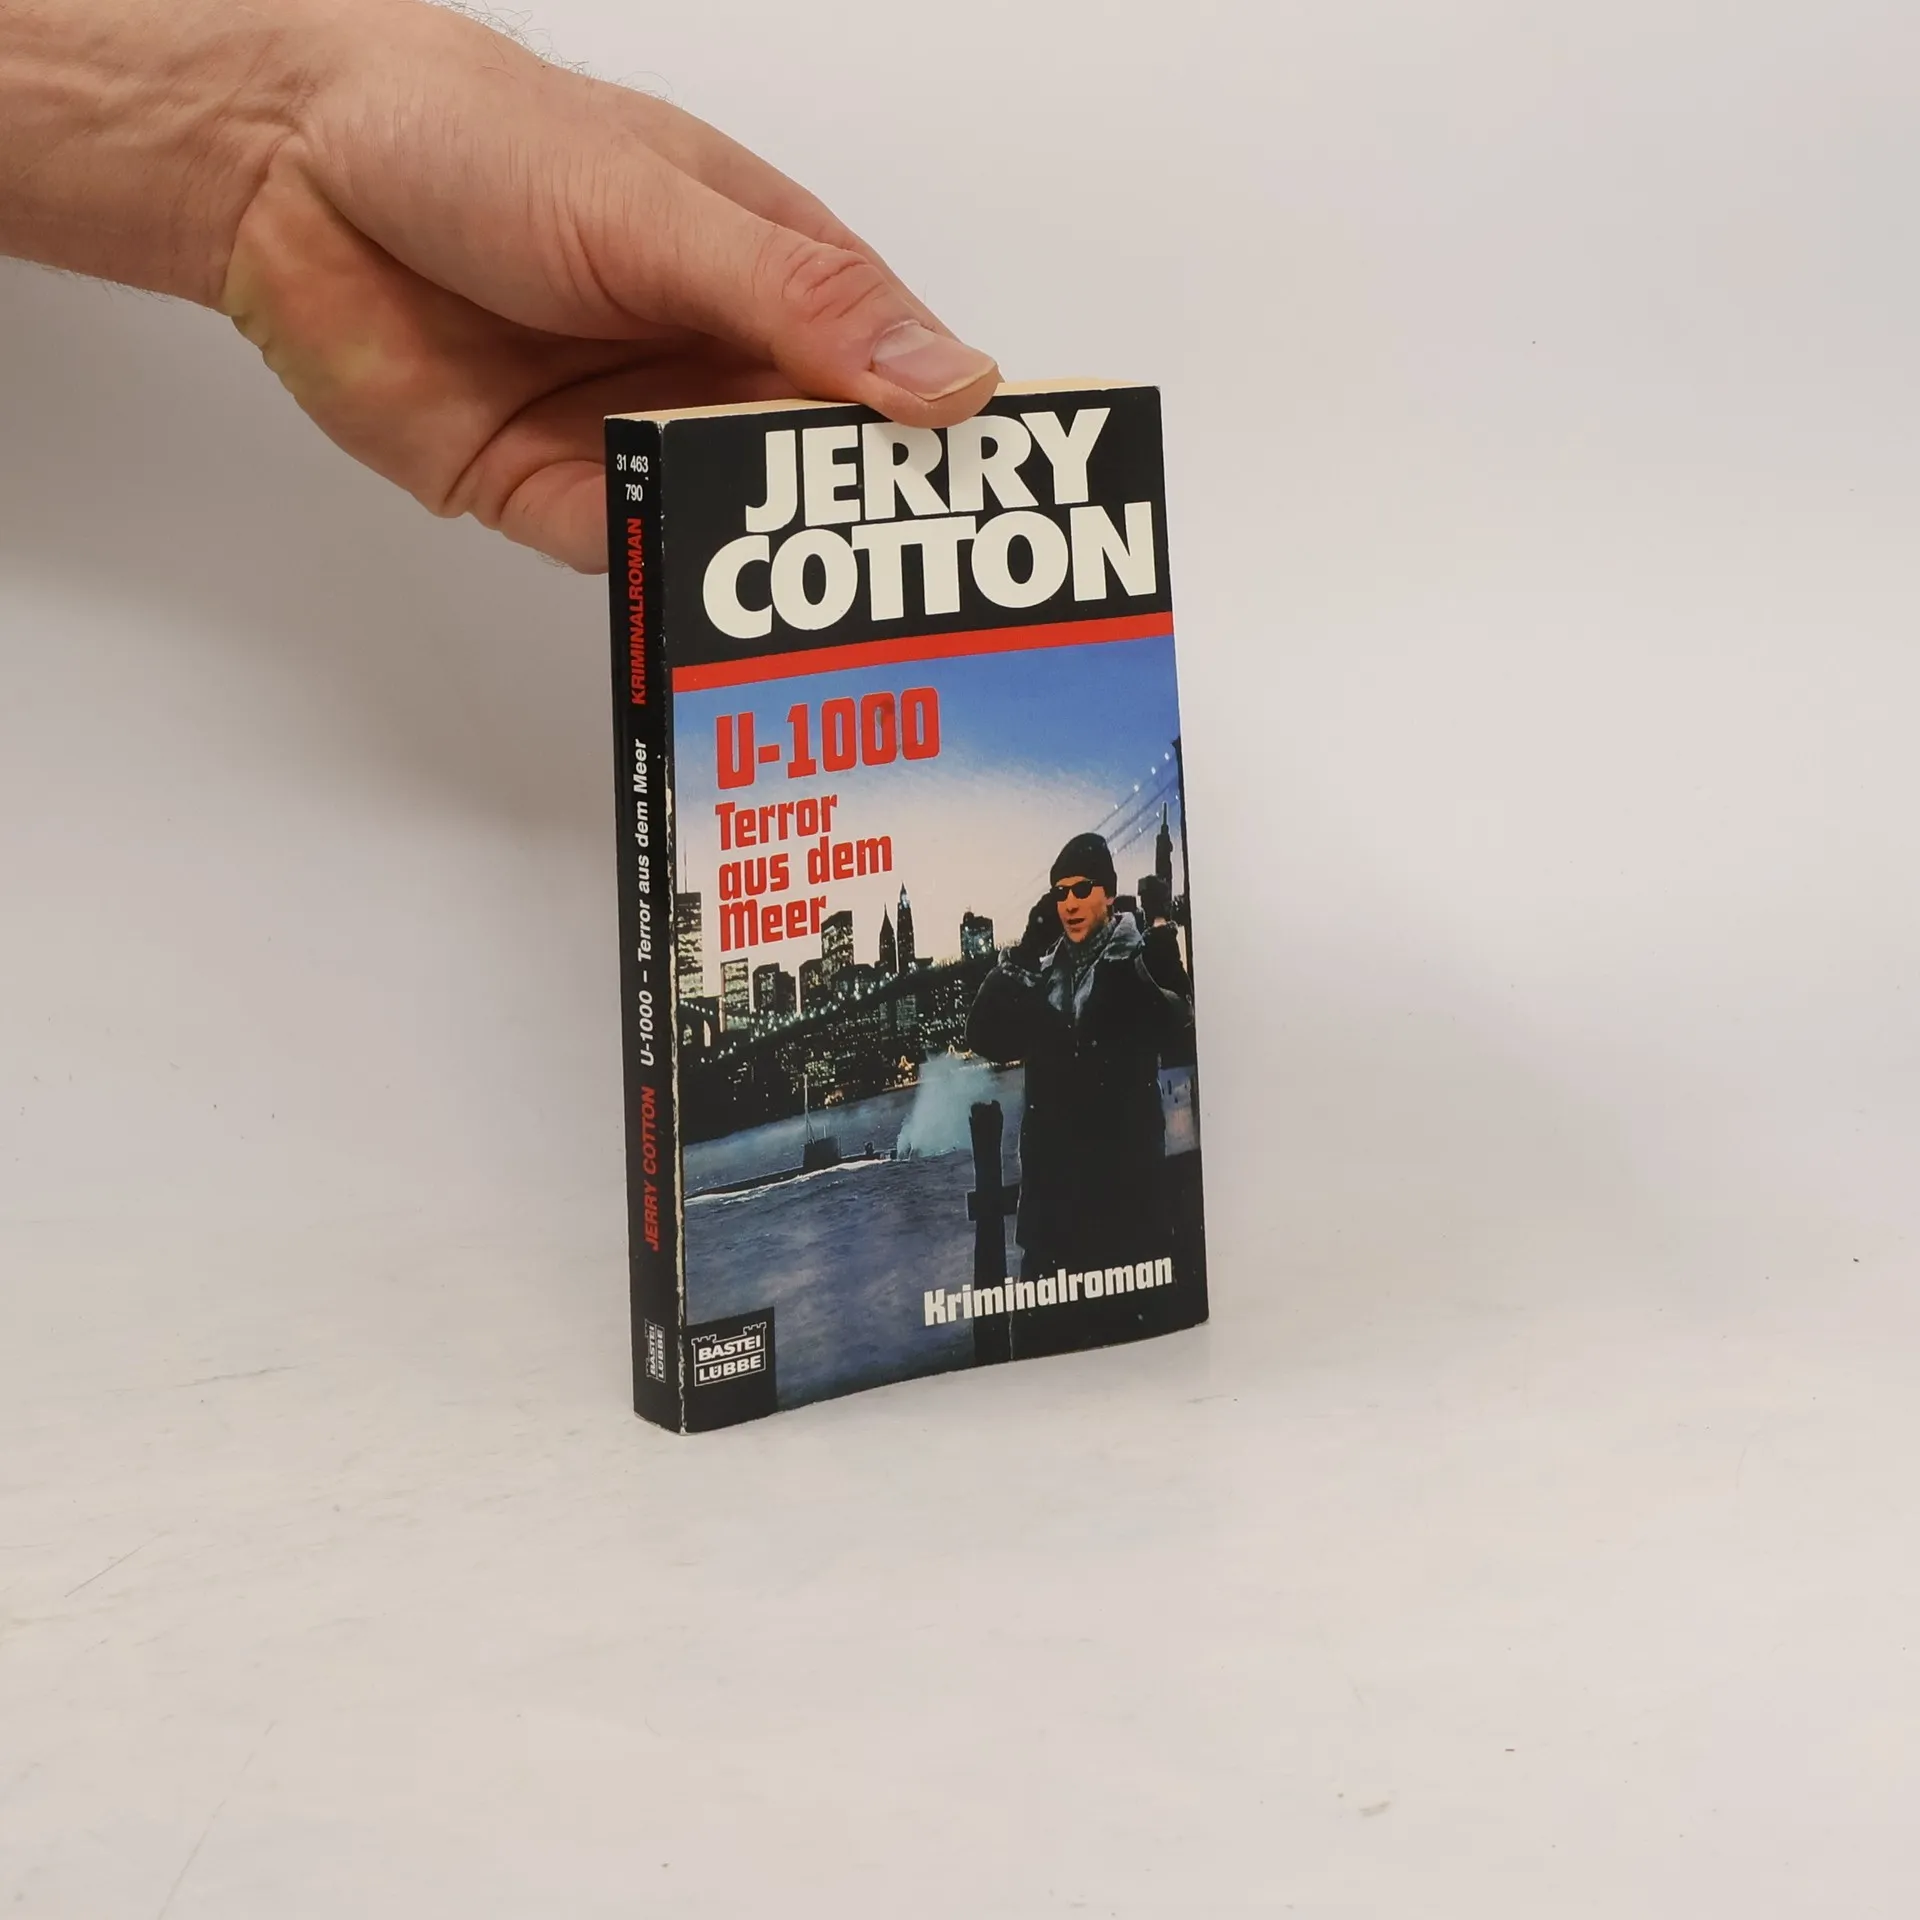 JERRY
COTTON
U-1000
Terror
aus dem
Meer
Kriminalroman
BASTEI
LÜBBE
31 463
790
JERRY COTTON U-1000 – Terror aus dem Meer KRIMINALROMAN
BASTEI
LÜBBE